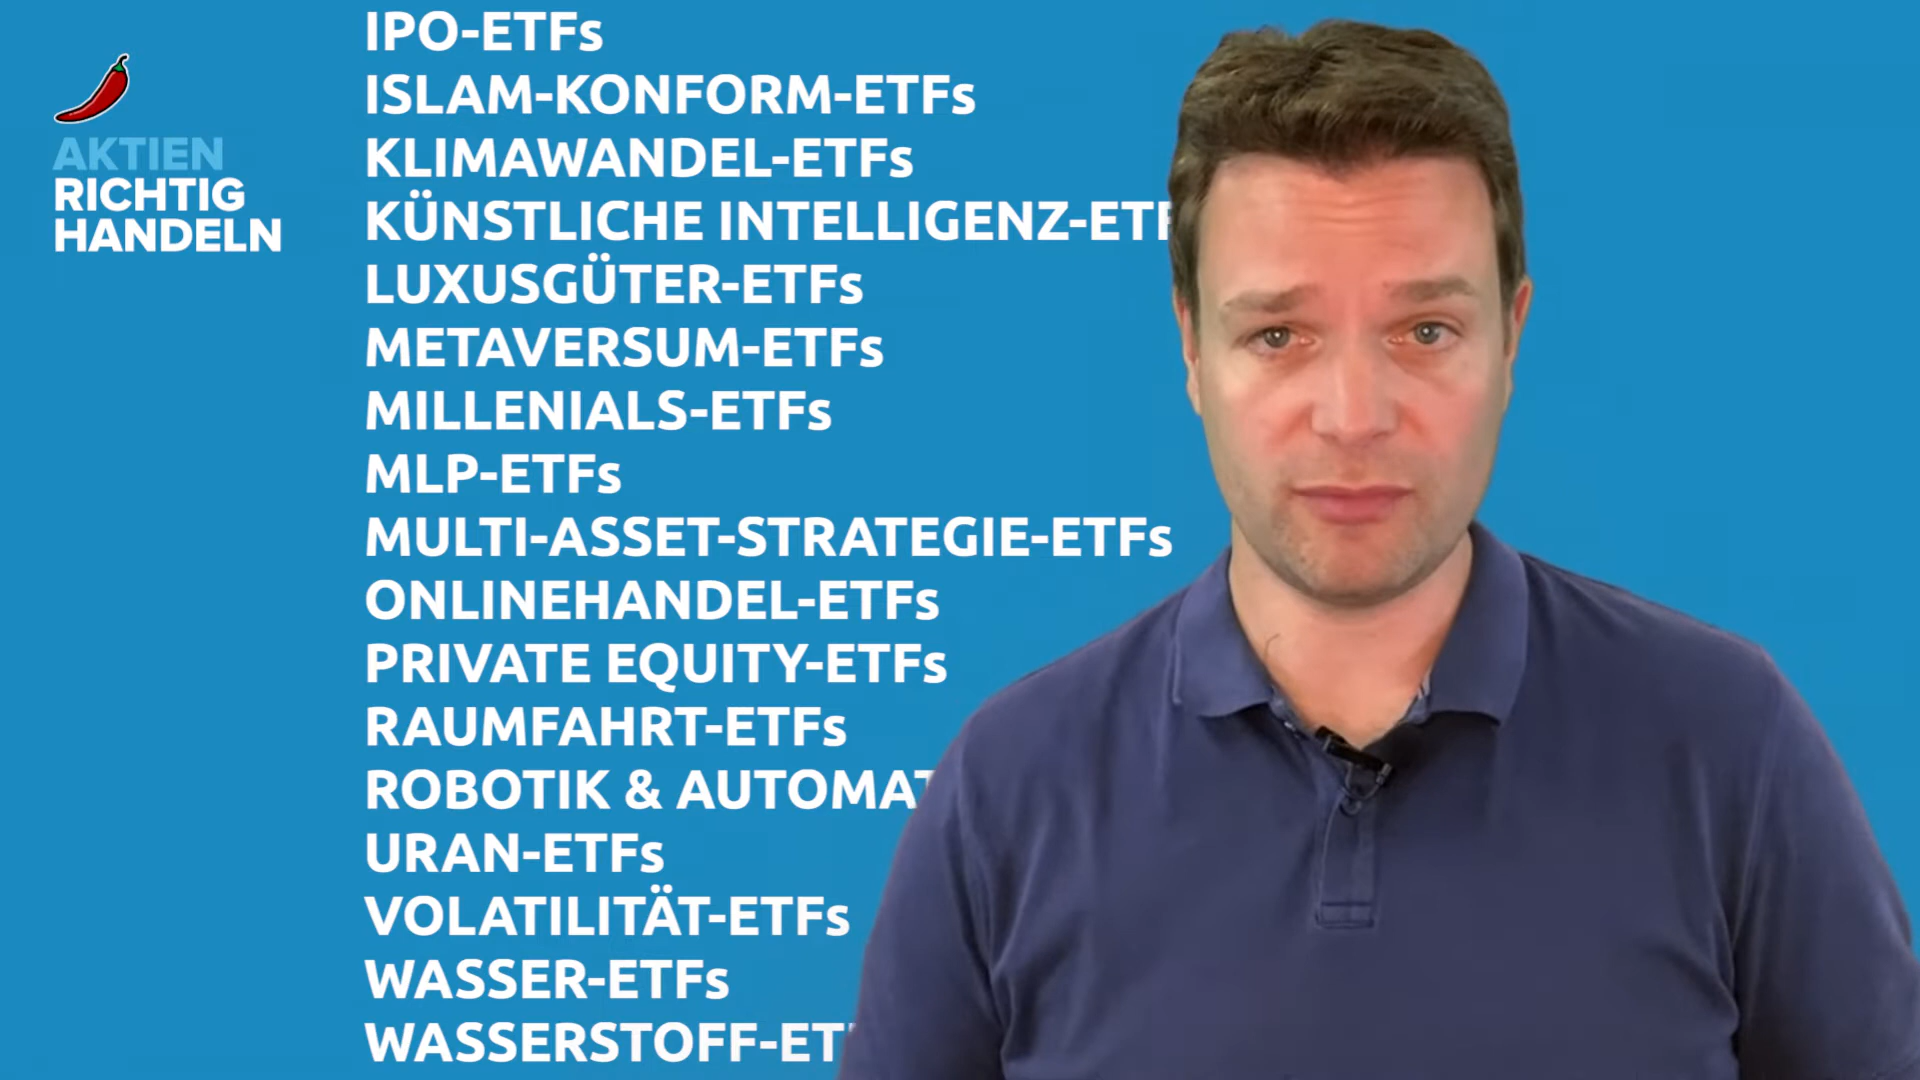 AKTIEN
RICHTIG
HANDELN
IPO-ETFs
ISLAM-KONFORM-ETFs
KLIMAWANDEL-ETFs
KÜNSTLICHE INTELLIGENZ-ETF
LUXUSGÜTER-ETFs
METAVERSUM-ETFs
MILLENIALS-ETFs
MLP-ETFs
MULTI-ASSET-STRATEGIE-ETFs
ONLINEHANDEL-ETFs
PRIVATE EQUITY-ETFs
RAUMFAHRT-ETFs
ROBOTIK & AUTOMAT
URAN-ETFs
VOLATILITÄT-ETFs
WASSER-ETFs
WASSERSTOFF-ET